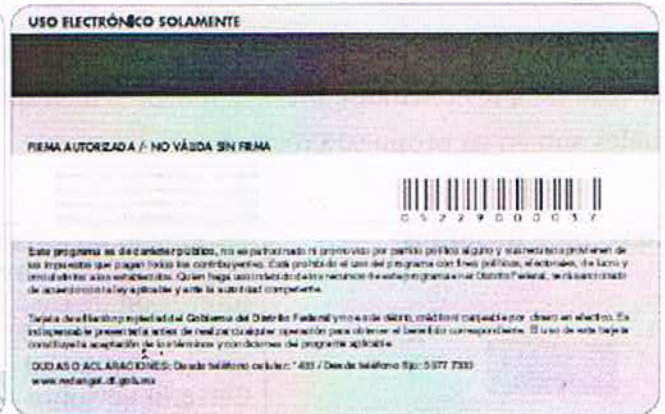 USO ELECTRÓNICO SOLAMENTE
FIRMA AUTORIZADA / NO VÁLIDA SIN FIRMA
0522900037
Este programa es de carácter público, no es patrocinado ni promovido por partido político alguno y sus recursos provienen de
los impuestos que pagan todos los contribuyentes. Está prohibido el uso del programa con fines políticos, electorales, de lucro y
otros distintos a los establecidos. Quien haga uso indebido de los recursos de este programa en el Distrito Federal, será sancionado
de acuerdo con la ley aplicable y ante la autoridad competente.
Tarjeta de afiliación propiedad del Gobierno del Distrito Federal y no es de débito, crédito ni canjeable por dinero en efectivo. Es
indispensable presentarla antes de realizar cualquier operación para obtener el beneficio correspondiente. El uso de esta tarjeta
constituye la aceptación de los términos y condiciones del programa aplicable.
DUDAS O ACLARACIONES: Desde teléfono celular: *
/ Desde teléfono fijo: